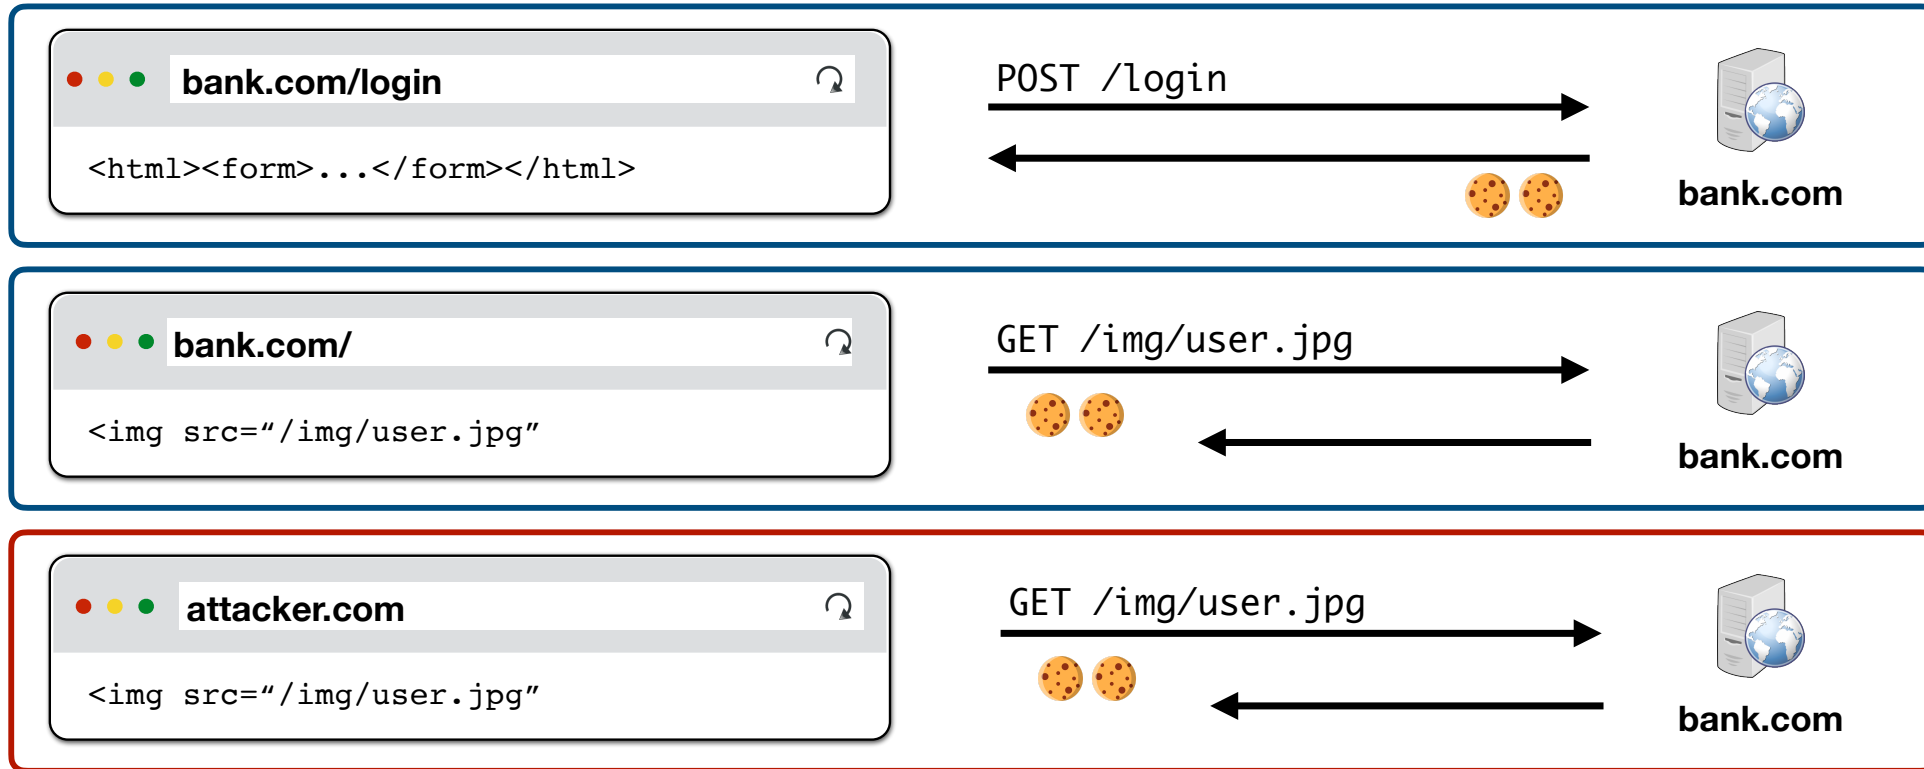 bank.com/login
POST /login
<html><form>...</form></html>
bank.com
bank.com/
GET /img/user.jpg
<img src=“/img/user.jpg”
bank.com
attacker.com
GET /img/user.jpg
<img src=“/img/user.jpg”
bank.com